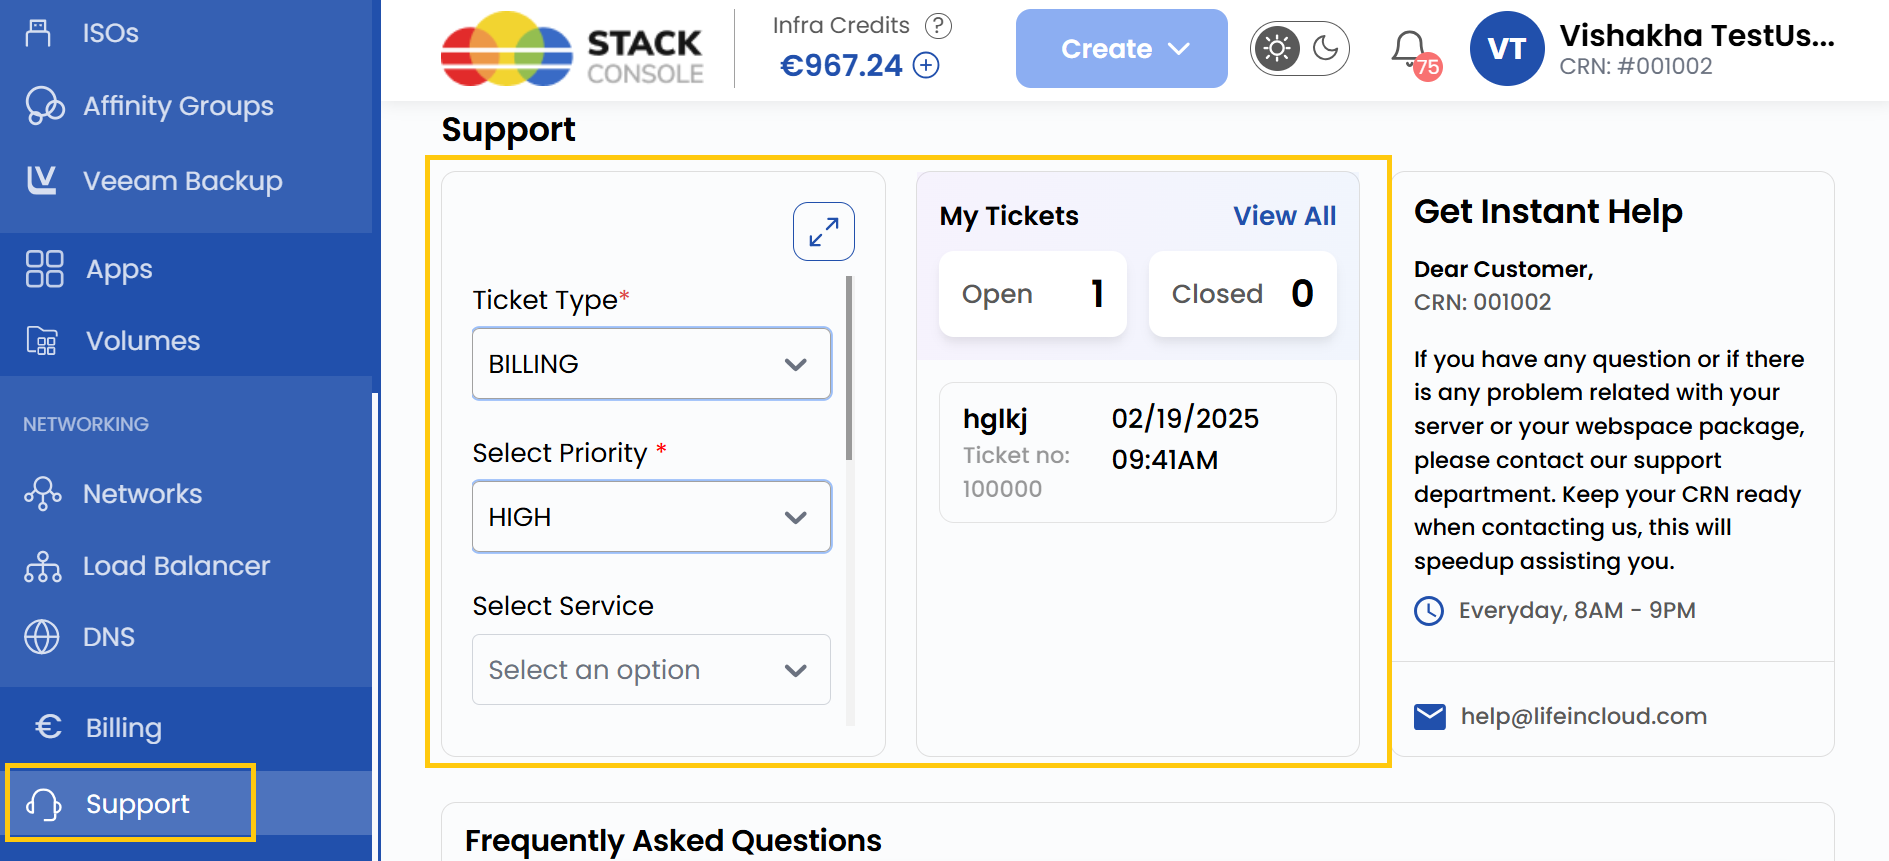 ISOs
Affinity Groups
Veeam Backup
Apps
Volumes
NETWORKING
Networks
Load Balancer
DNS
€ Billing
Support
STACK
CONSOLE
Infra Credits ?
€967.24
Create
75
VT
Vishakha TestUs...
CRN: #001002
Support
Ticket Type*
BILLING
Select Priority *
HIGH
Select Service
Select an option
My Tickets
View All
Open 1
Closed 0
hglkj
Ticket no:
100000
02/19/2025
09:41AM
Get Instant Help
Dear Customer,
CRN: 001002
If you have any question or if there
is any problem related with your
server or your webspace package,
please contact our support
department. Keep your CRN ready
when contacting us, this will
speedup assisting you.
Everyday, 8AM - 9PM
help@lifeincloud.com
Frequently Asked Questions